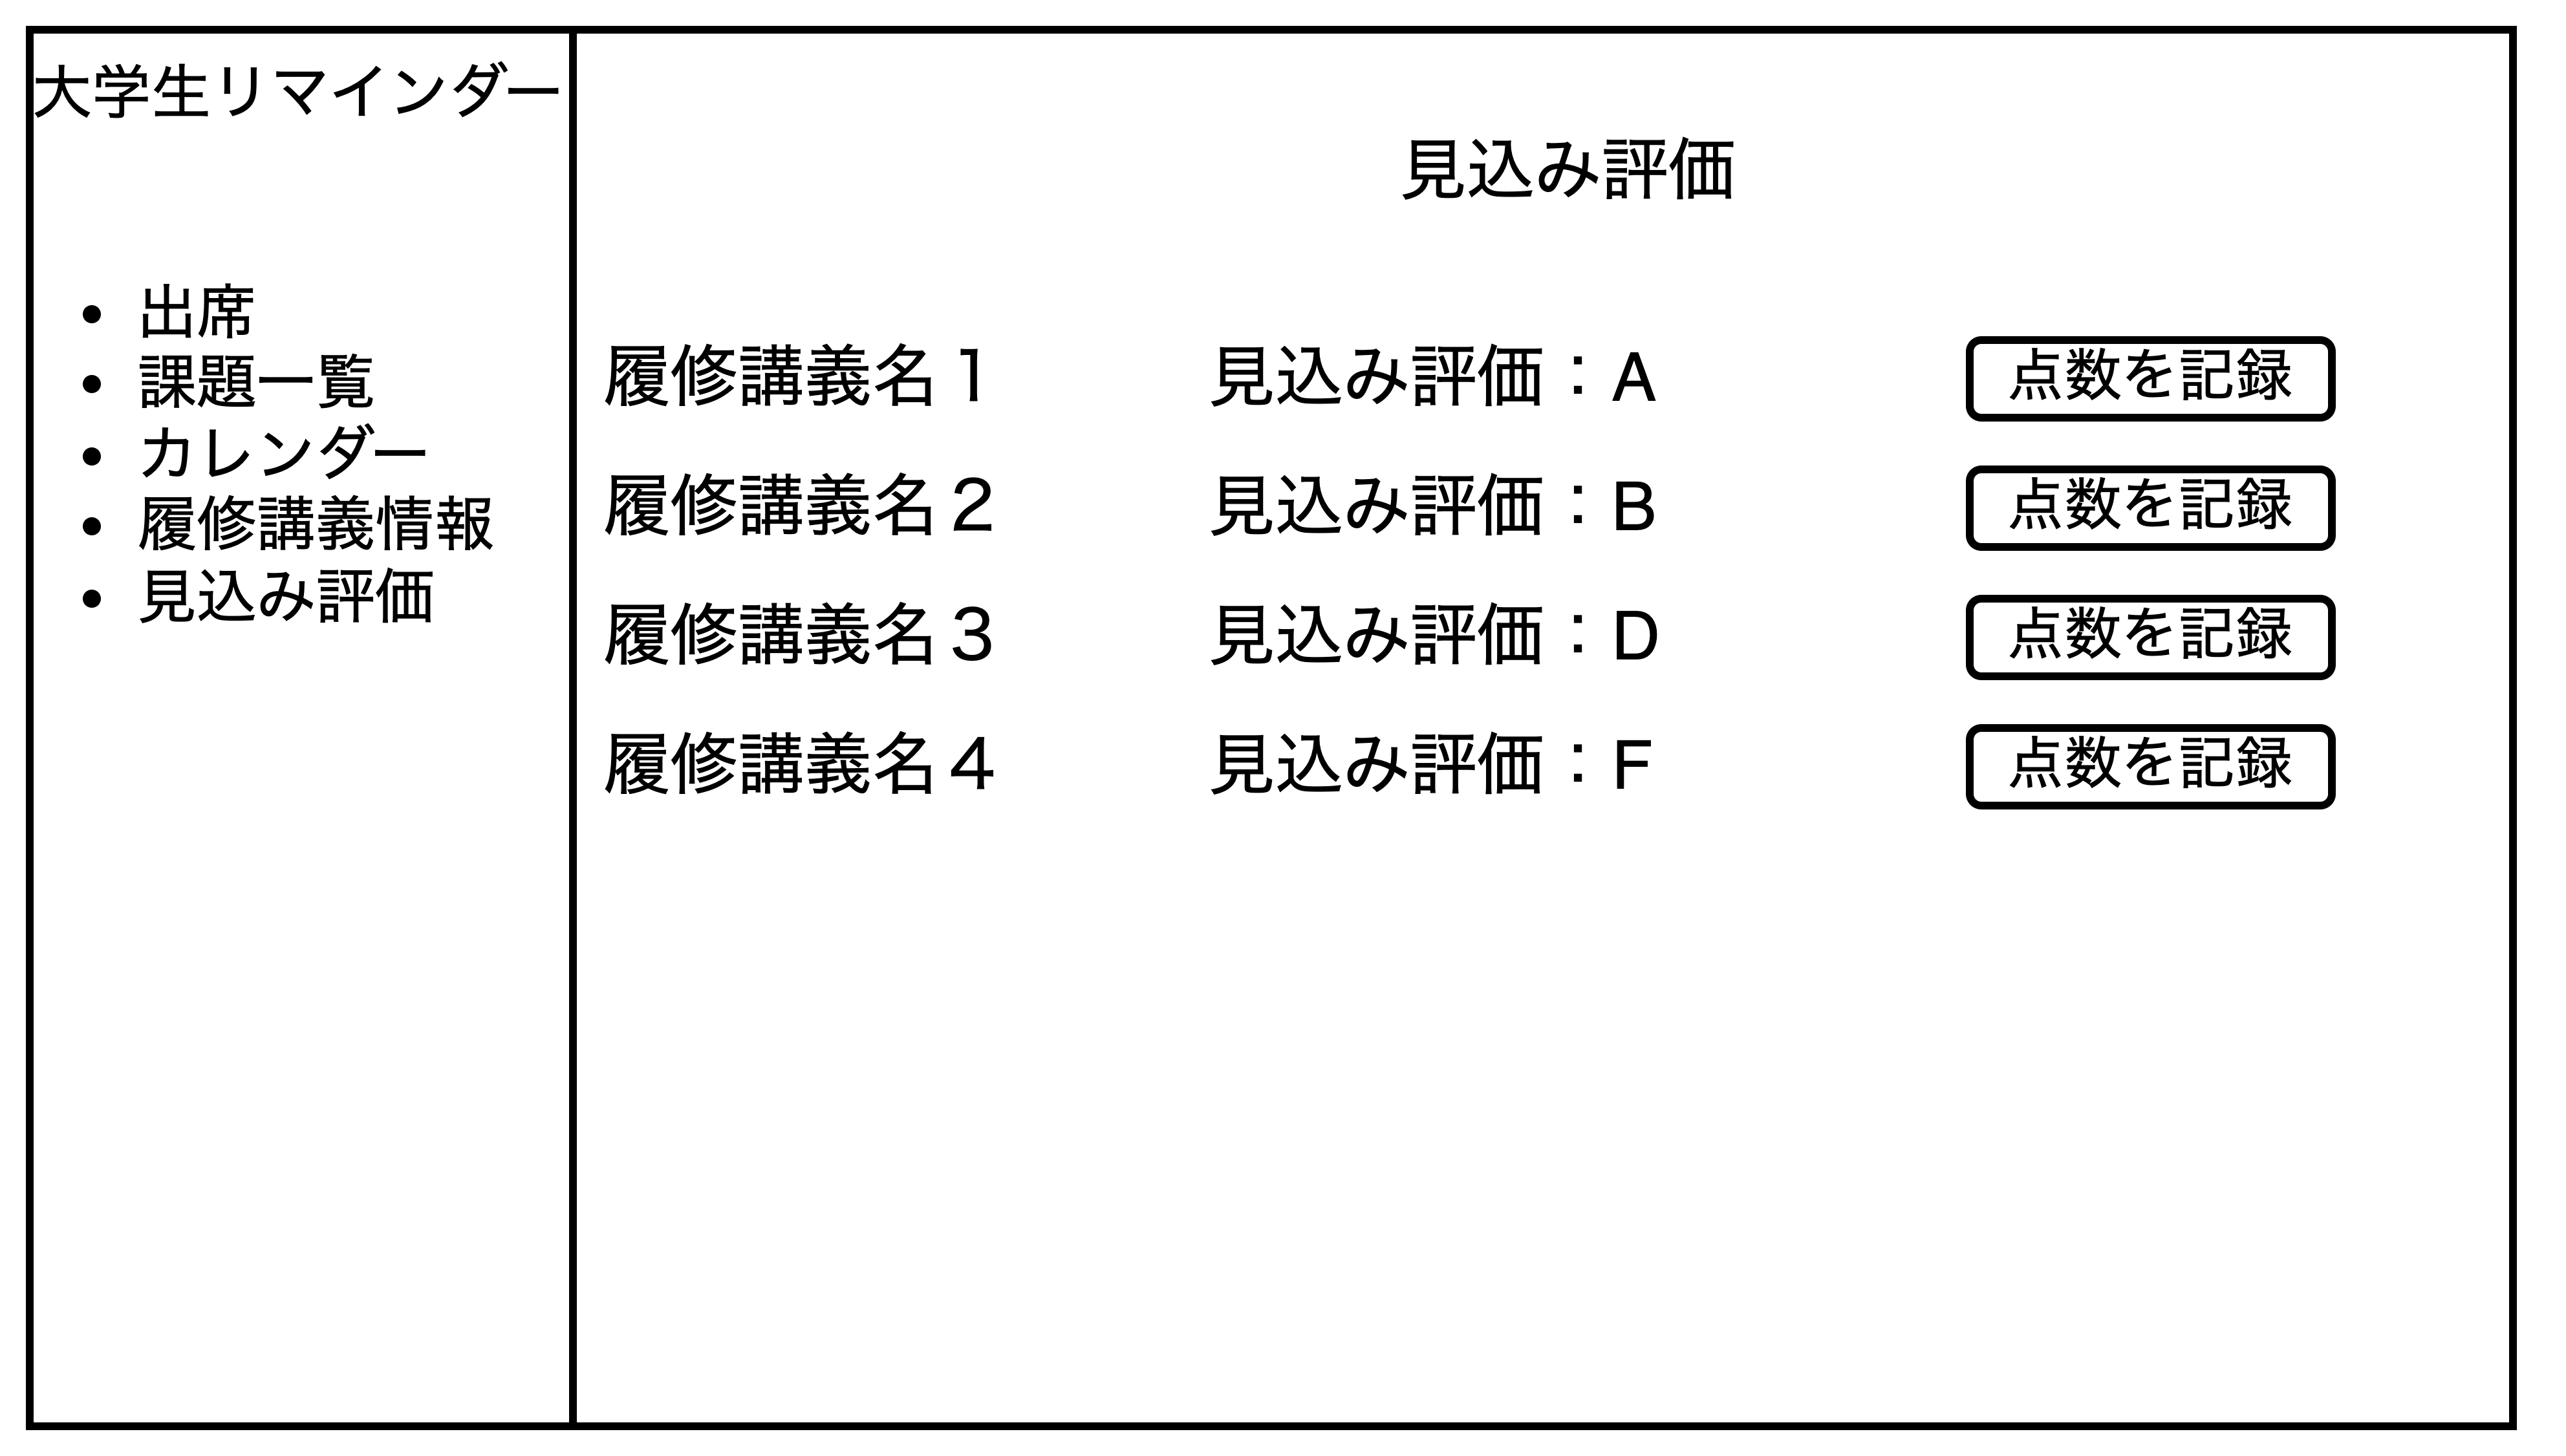 大学生リマインダー
• 出席
• 課題一覧
• カレンダー
• 履修講義情報
• 見込み評価
見込み評価
履修講義名１ 見込み評価：A 点数を記録
履修講義名２ 見込み評価：B 点数を記録
履修講義名３ 見込み評価：D 点数を記録
履修講義名４ 見込み評価：F 点数を記録